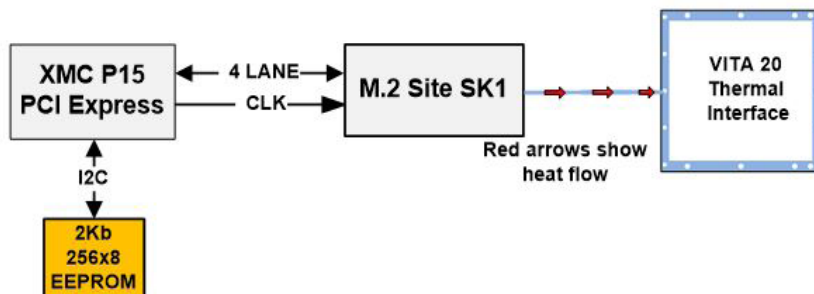 XMC P15
PCI Express
4 LANE
CLK
M.2 Site SK1
VITA 20
Thermal
Interface
Red arrows show
heat flow
I2C
2Kb
256x8
EEPROM